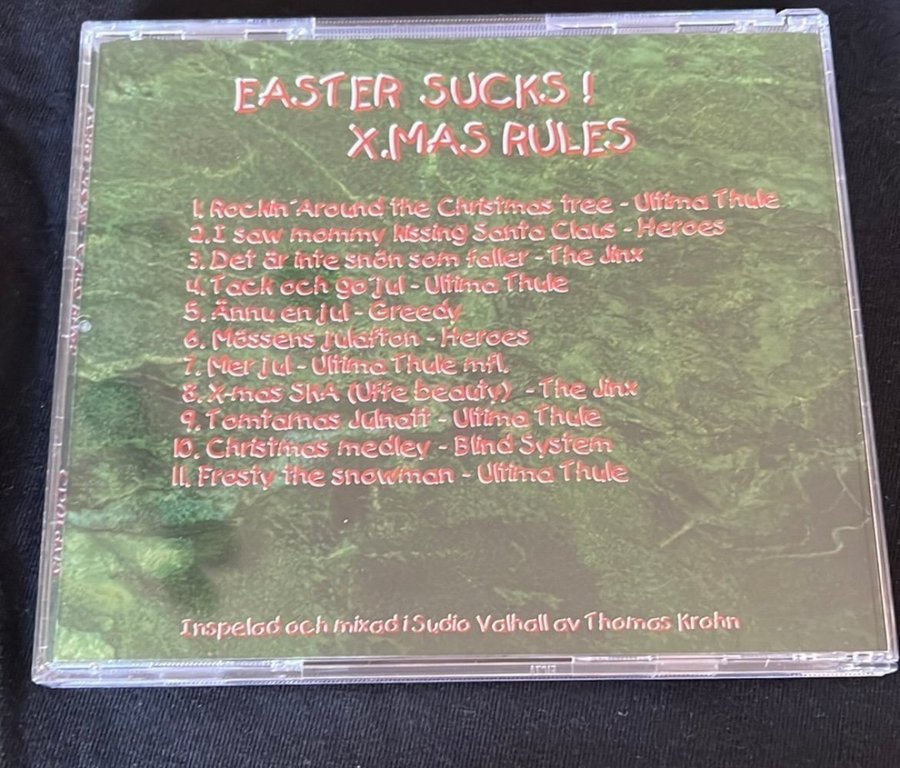 EASTER SUCKS!
X.MAS RULES
1. Rockin´Around the Christmas tree - Ultima Thule
2. I saw mommy kissing Santa Claus - Heroes
3. Det är inte snön som faller - The Jinx
4. Tack och go´jul - Ultima Thule
5. Ännu en jul - Greedy
6. Mössens julafton - Heroes
7. Mer jul - Ultima Thule mfl.
8. X-mas SKA (Uffe beauty) - The Jinx
9. Tomtarnas Julnatt - Ultima Thule
10. Christmas medley - Blind System
11. Frosty the snowman - Ultima Thule
Inspelad och mixad i Sudio Valhall av Thomas Krohn